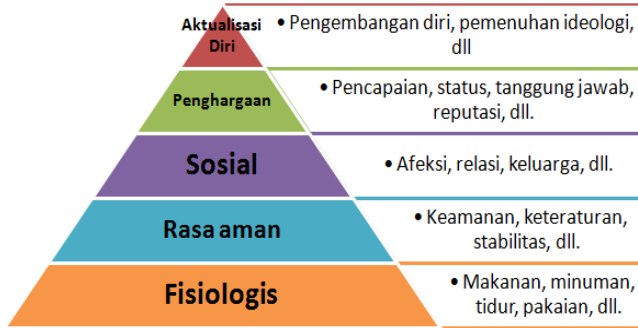 Aktualisasi
Diri
• Pengembangan diri, pemenuhan ideologi,
dll
Penghargaan
• Pencapaian, status, tanggung jawab,
reputasi, dll.
Sosial
• Afeksi, relasi, keluarga, dll.
Rasa aman
• Keamanan, keteraturan,
stabilitas, dll.
Fisiologis
• Makanan, minuman,
tidur, pakaian, dll.